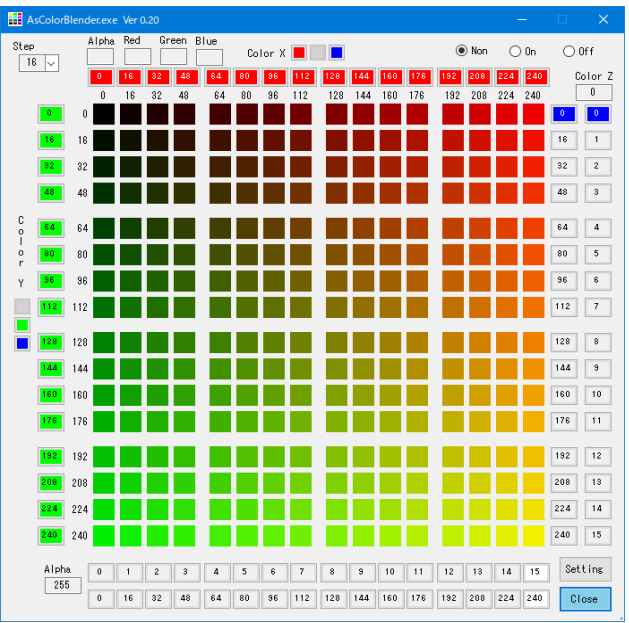 AsColorBlender.exe Ver 0.20
Step
16
Alpha Red Green Blue
Color X
Non On Off
Color Z
0
0 16 32 48 64 80 96 112 128 144 160 176 192 208 224 240
0 16 32 48 64 80 96 112 128 144 160 176 192 208 224 240
0 0 0 0
16 16 16 1
32 32 32 2
48 48 48 3
Color Y
64 64 64 4
80 80 80 5
96 96 96 6
112 112 112 7
128 128 128 8
144 144 144 9
160 160 160 10
176 176 176 11
192 192 192 12
208 208 208 13
224 224 224 14
240 240 240 15
Alpha
255
0 1 2 3 4 5 6 7 8 9 10 11 12 13 14 15
Setting
0 16 32 48 64 80 96 112 128 144 160 176 192 208 224 240
Close